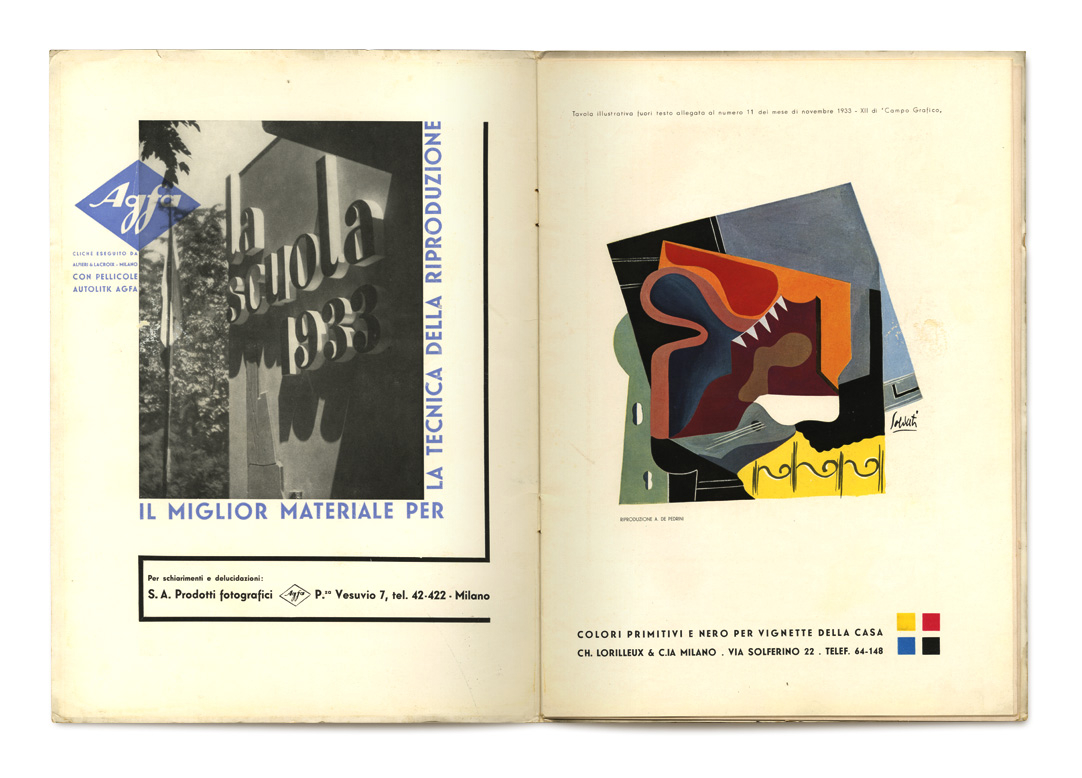 Agfa
CLICHE ESEGUITO DA
ALFIERI & LACROIX - MILANO
CON PELLICOLE
AUTOLITK AGFA
la
scuola
1933
IL MIGLIOR MATERIALE PER
LA TECNICA DELLA RIPRODUZIONE
Per schiarimenti e delucidazioni:
S. A. Prodotti fotografici Agfa P.za Vesuvio 7, tel. 42-422 - Milano
Tavola illustrativa fuori testo allegata al numero 11 del mese di novembre 1933 - XII di "Campo Grafico„
Soldati
RIPRODUZIONE A. DE PEDRINI
COLORI PRIMITIVI E NERO PER VIGNETTE DELLA CASA
CH. LORILLEUX & C.IA MILANO . VIA SOLFERINO 22 . TELEF. 64-148